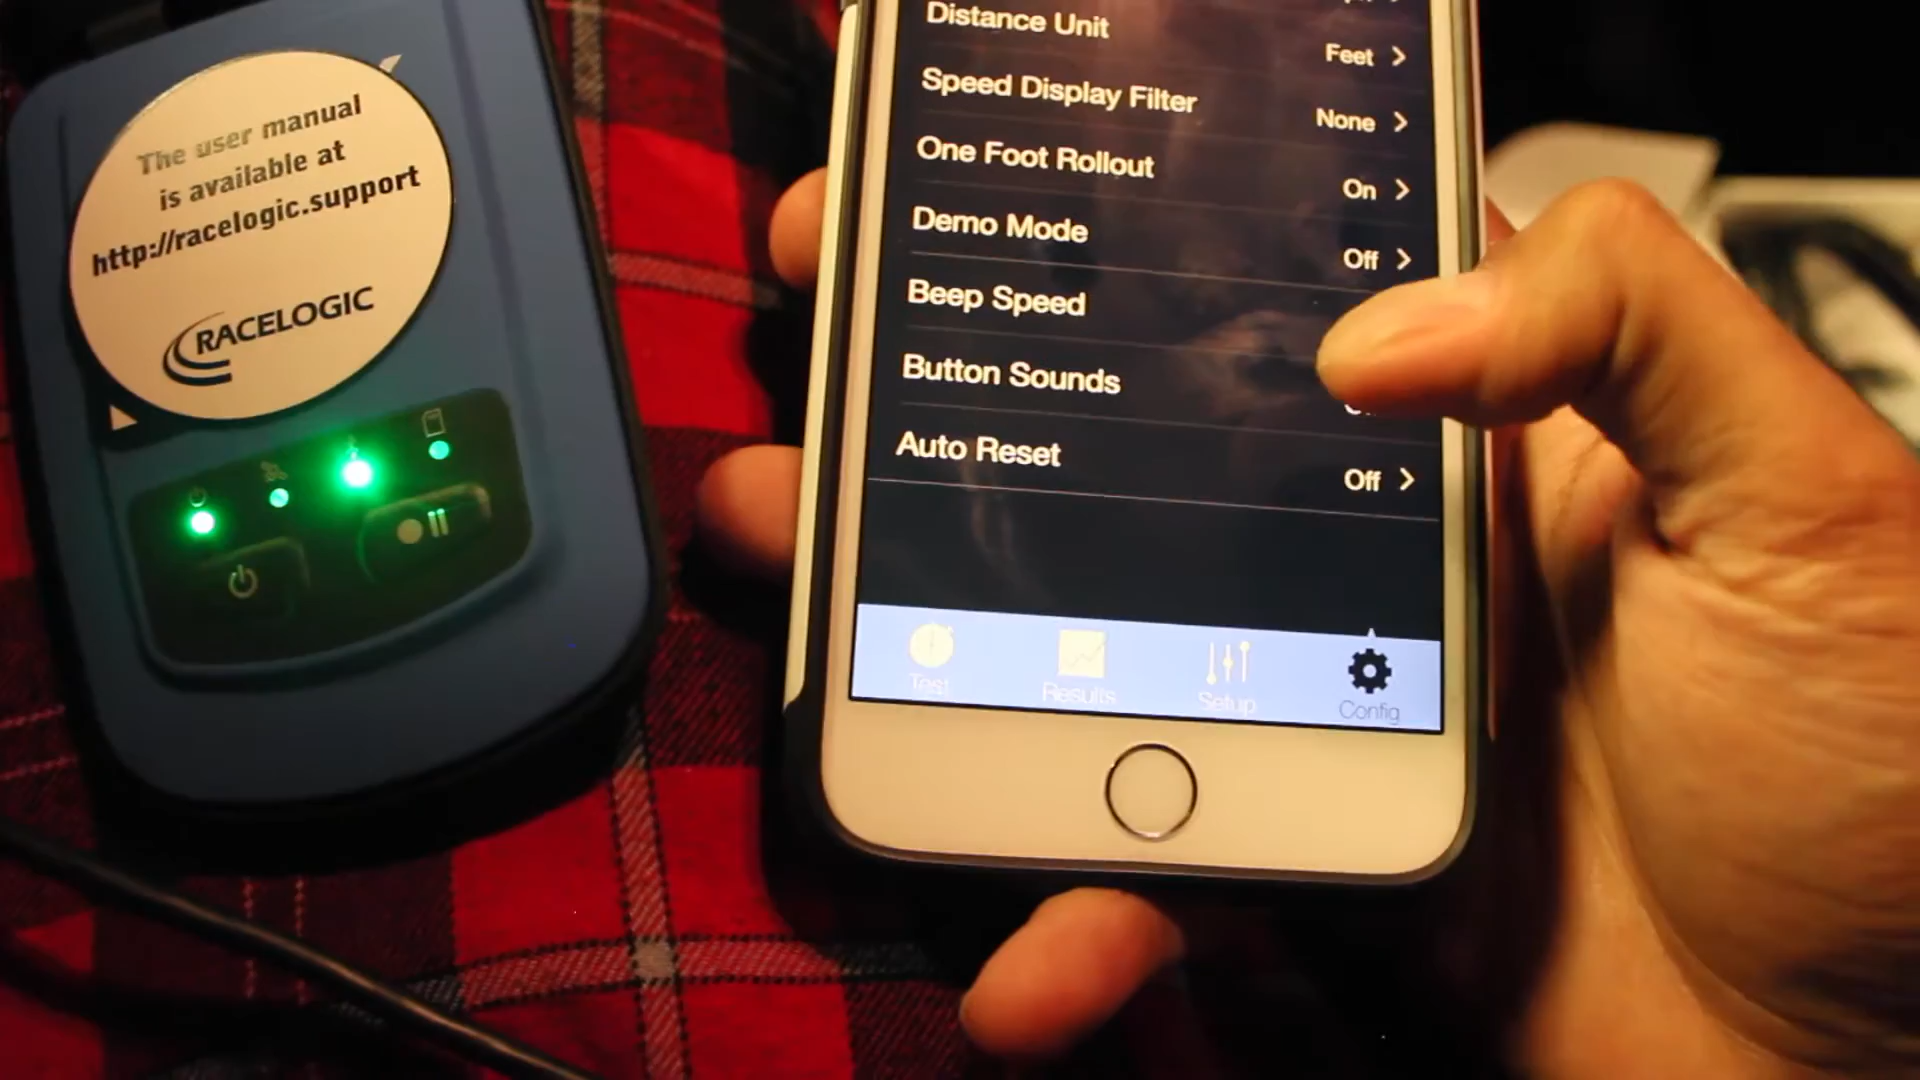 The user manual
is available at
http://racelogic.support
RACELOGIC
Distance Unit
Feet
Speed Display Filter
None
One Foot Rollout
On
Demo Mode
Off
Beep Speed
Button Sounds
Auto Reset
Off
Test
Results
Setup
Config